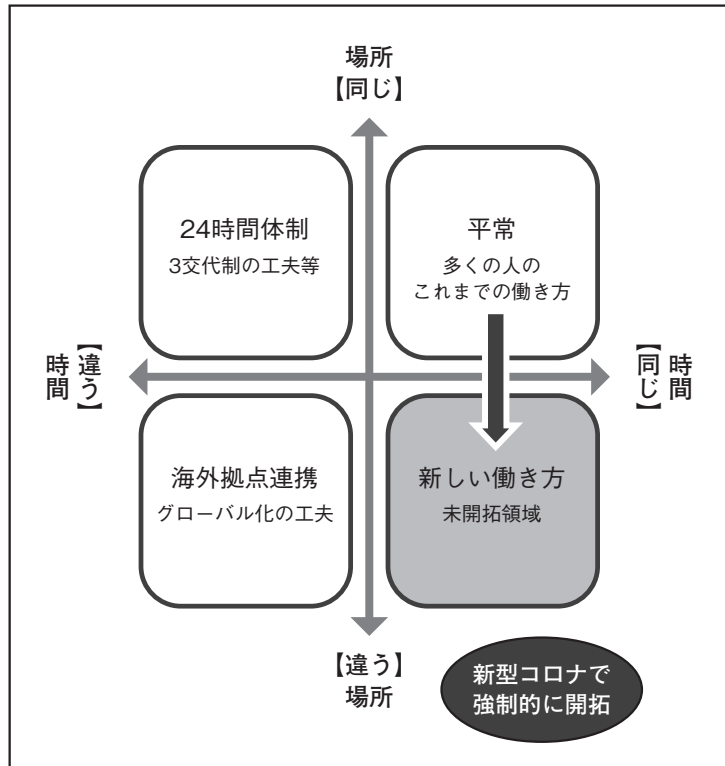 場所
【同じ】
24時間体制
3交代制の工夫等
平常
多くの人の
これまでの働き方
時間
【違う】
時間
【同じ】
海外拠点連携
グローバル化の工夫
新しい働き方
未開拓領域
【違う】
場所
新型コロナで
強制的に開拓